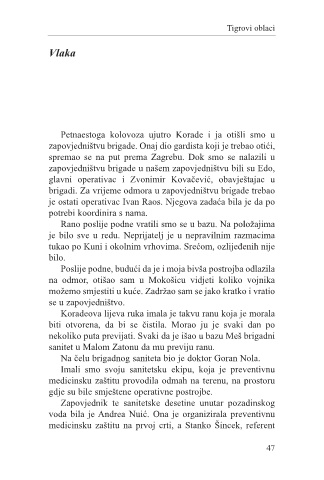 Tigrovi oblaci
Vlaka
Petnaestoga kolovoza ujutro Korade i ja otišli smo u
zapovjedništvu brigade. Onaj dio gardista koji je trebao otići,
spremao se na put prema Zagrebu. Dok smo se nalazili u
zapovjedništvu brigade u našem zapovjedništvu bili su Edo,
glavni operativac i Zvonimir Kovačević, obavještajac u
brigadi. Za vrijeme odmora u zapovjedništvu brigade trebao
je ostati operativac Ivan Raos. Njegova zadaća bila je da po
potrebi koordinira s nama.
Rano poslije podne vratili smo se u bazu. Na položajima
je bilo sve u redu. Neprijatelj je u nepravilnim razmacima
tukao po Kuni i okolnim vrhovima. Srećom, ozlijeđenih nije
bilo.
Poslije podne, budući da je i moja bivša postrojba odlazila
na odmor, otišao sam u Mokošicu vidjeti koliko vojnika
možemo smjestiti u kuće. Zadržao sam se jako kratko i vratio
se u zapovjedništvo.
Koradeova lijeva ruka imala je takvu ranu koja je morala
biti otvorena, da bi se čistila. Morao ju je svaki dan po
nekoliko puta previjati. Svaki da je išao u bazu Meš brigadni
sanitet u Malom Zatonu da mu previju ranu.
Na čelu brigadnog saniteta bio je doktor Goran Nola.
Imali smo svoju sanitetsku ekipu, koja je preventivnu
medicinsku zaštitu provodila odmah na terenu, na prostoru
gdje su bile smještene operativne postrojbe.
Zapovjednik te sanitetske desetine unutar pozadinskog
voda bila je Andrea Nuić. Ona je organizirala preventivnu
medicinsku zaštitu na prvoj crti, a Stanko Šincek, referent
47